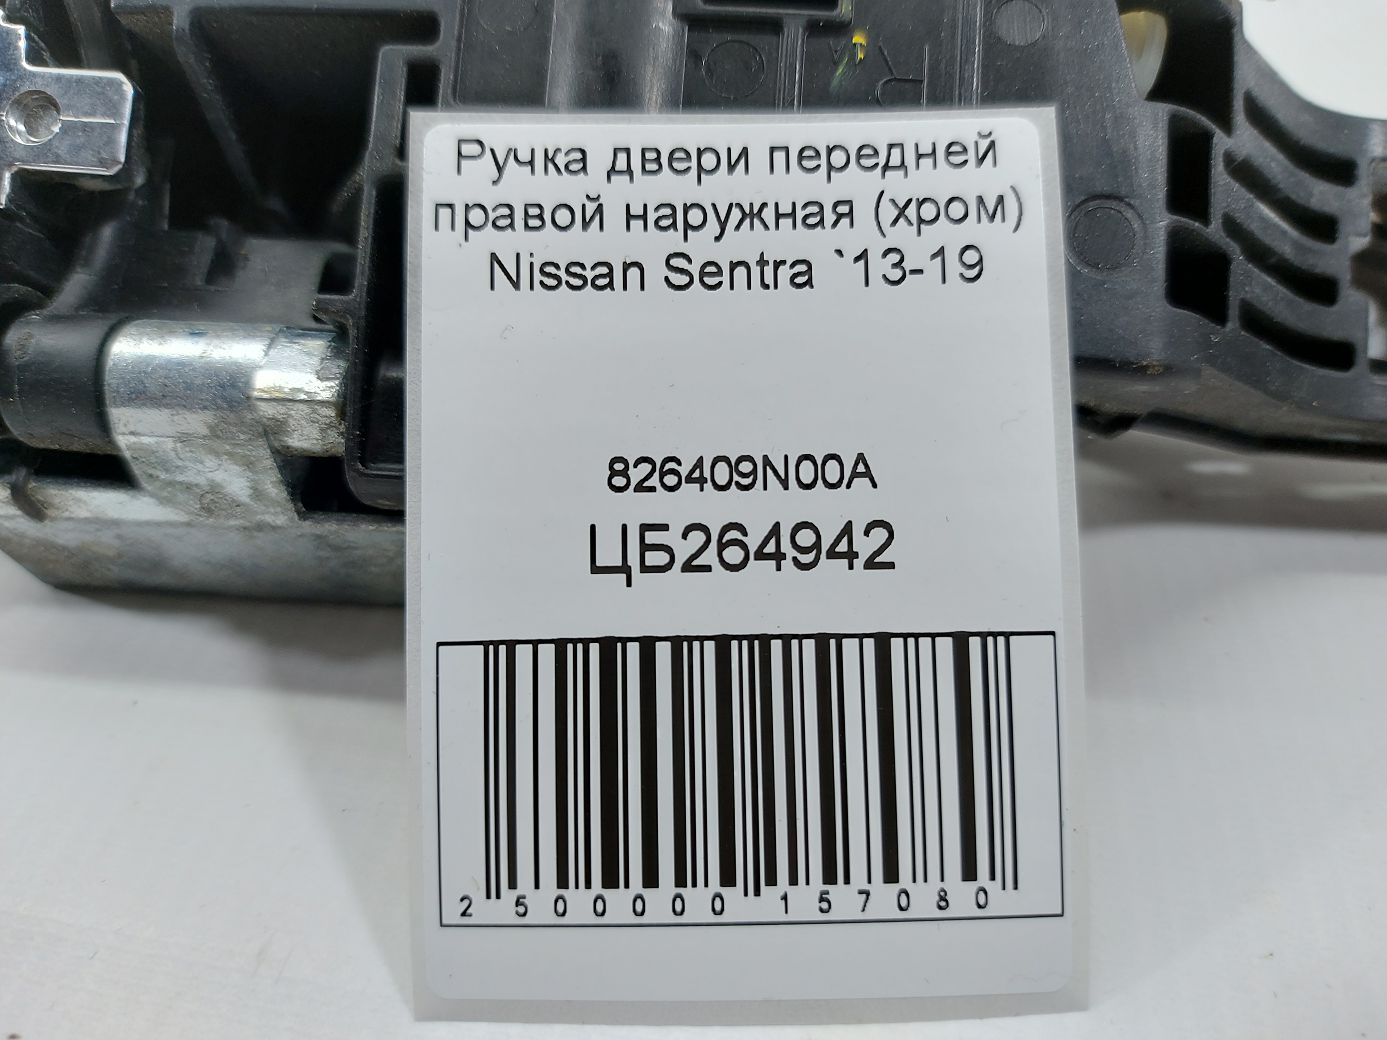 Ручка двери передней
правой наружная (хром)
Nissan Sentra `13-19
826409N00A
ЦБ264942
2 500000 157080